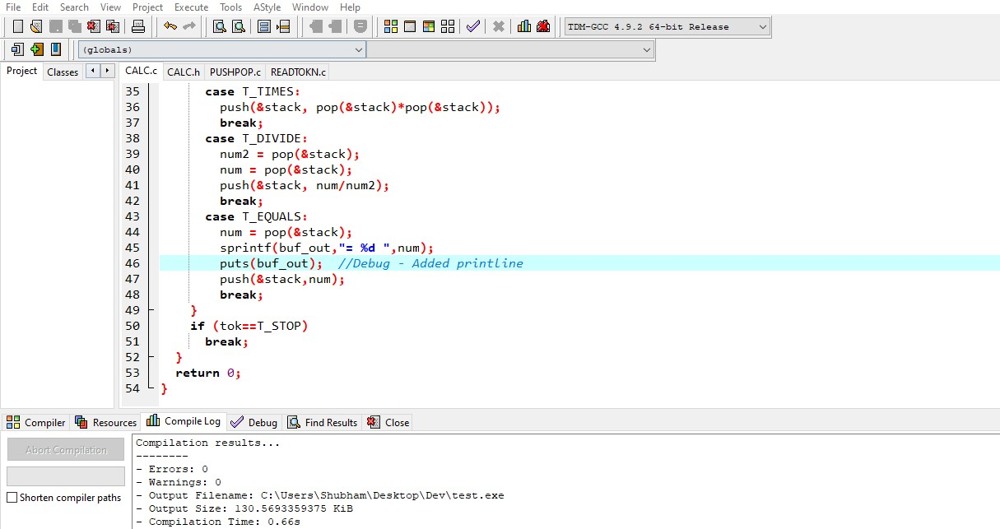 File Edit Search View Project Execute Tools AStyle Window Help
TDM-GCC 4.9.2 64-bit Release
(globals)
Project Classes CALC.c CALC.h PUSHPOP.c READTOKN.c
35 case T_TIMES:
36 push(&stack, pop(&stack)*pop(&stack));
37 break;
38 case T_DIVIDE:
39 num2 = pop(&stack);
40 num = pop(&stack);
41 push(&stack, num/num2);
42 break;
43 case T_EQUALS:
44 num = pop(&stack);
45 sprintf(buf_out,"= %d ",num);
46 puts(buf_out); //Debug - Added printline
47 push(&stack,num);
48 break;
49 }
50 if (tok==T_STOP)
51 break;
52 }
53 return 0;
54 }
Compiler Resources Compile Log Debug Find Results Close
Abort Compilation
Shorten compiler paths
Compilation results...
--------
- Errors: 0
- Warnings: 0
- Output Filename: C:\Users\Shubham\Desktop\Dev\test.exe
- Output Size: 130.5693359375 KiB
- Compilation Time: 0.66s